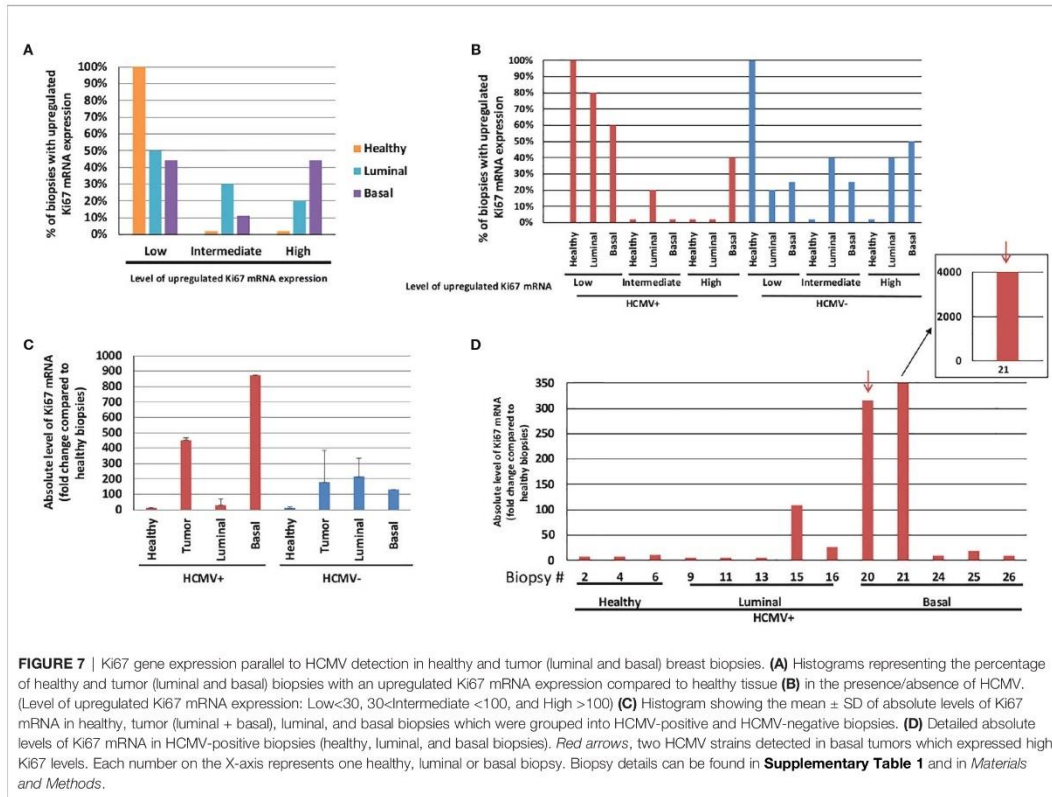 A
% of biopsies with upregulated
Ki67 mRNA expression
100%
90%
80%
70%
60%
50%
40%
30%
20%
10%
0%
Low Intermediate High
Level of upregulated Ki67 mRNA expression
Healthy
Luminal
Basal
B
% of biopsies with upregulated
Ki67 mRNA expression
100%
90%
80%
70%
60%
50%
40%
30%
20%
10%
0%
Healthy Luminal Basal Healthy Luminal Basal Healthy Luminal Basal Healthy Luminal Basal Healthy Luminal Basal Healthy Luminal Basal
Low Intermediate High Low Intermediate High
Level of upregulated Ki67 mRNA
HCMV+ HCMV-
C
Absolute level of Ki67 mRNA
(fold change compared to
healthy biopsies)
1000
900
800
700
600
500
400
300
200
100
0
Healthy Tumor Luminal Basal Healthy Tumor Luminal Basal
HCMV+ HCMV-
D
Absolute level of Ki67 mRNA
(fold change compared to
healthy biopsies)
350
300
250
200
150
100
50
0
4000
2000
0
21
Biopsy # 2 4 6 9 11 13 15 16 20 21 24 25 26
Healthy Luminal Basal
HCMV+
FIGURE 7 | Ki67 gene expression parallel to HCMV detection in healthy and tumor (luminal and basal) breast biopsies. (A) Histograms representing the percentage
of healthy and tumor (luminal and basal) biopsies with an upregulated Ki67 mRNA expression compared to healthy tissue (B) in the presence/absence of HCMV.
(Level of upregulated Ki67 mRNA expression: Low<30, 30<Intermediate <100, and High >100) (C) Histogram showing the mean ± SD of absolute levels of Ki67
mRNA in healthy, tumor (luminal + basal), luminal, and basal biopsies which were grouped into HCMV-positive and HCMV-negative biopsies. (D) Detailed absolute
levels of Ki67 mRNA in HCMV-positive biopsies (healthy, luminal, and basal biopsies). Red arrows, two HCMV strains detected in basal tumors which expressed high
Ki67 levels. Each number on the X-axis represents one healthy, luminal or basal biopsy. Biopsy details can be found in Supplementary Table 1 and in Materials
and Methods.